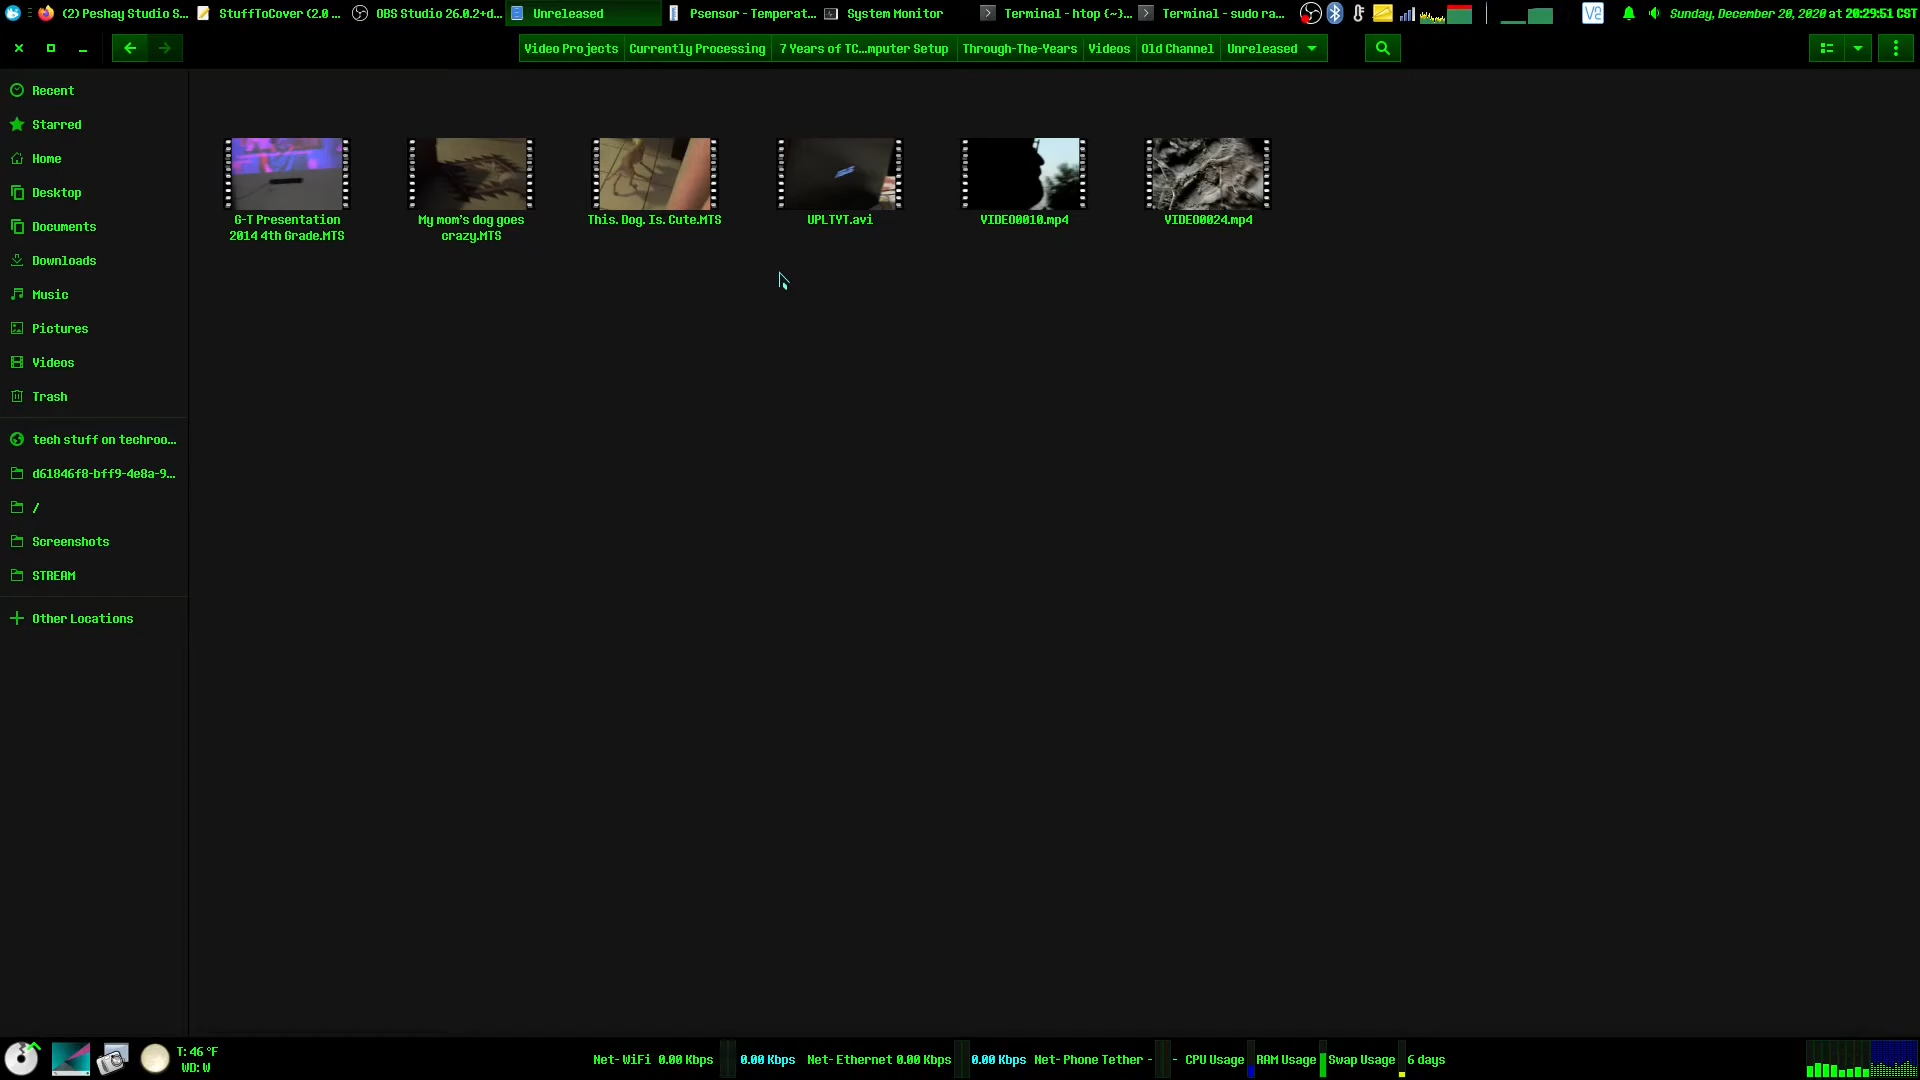 (2) Peshay Studio S... StuffToCover (2.0 ... OBS Studio 26.0.2+d... Unreleased Psensor - Temperat... System Monitor Terminal - htop {~}... Terminal - sudo ra... Sunday, December 20, 2020 at 20:29:51 CST
Video Projects Currently Processing 7 Years of TC...mputer Setup Through-The-Years Videos Old Channel Unreleased
Recent
Starred
Home
Desktop
Documents
Downloads
Music
Pictures
Videos
Trash
tech stuff on techroo...
d61846f8-bff9-4e8a-9...
/
Screenshots
STREAM
Other Locations
G-T Presentation
2014 4th Grade.MTS
My mom's dog goes
crazy.MTS
This. Dog. Is. Cute.MTS
UPLTYT.avi
VIDEO0010.mp4
VIDEO0024.mp4
T: 46 °F
WD: W
Net- WiFi 0.00 Kbps 0.00 Kbps Net- Ethernet 0.00 Kbps 0.00 Kbps Net- Phone Tether - - CPU Usage RAM Usage Swap Usage 6 days